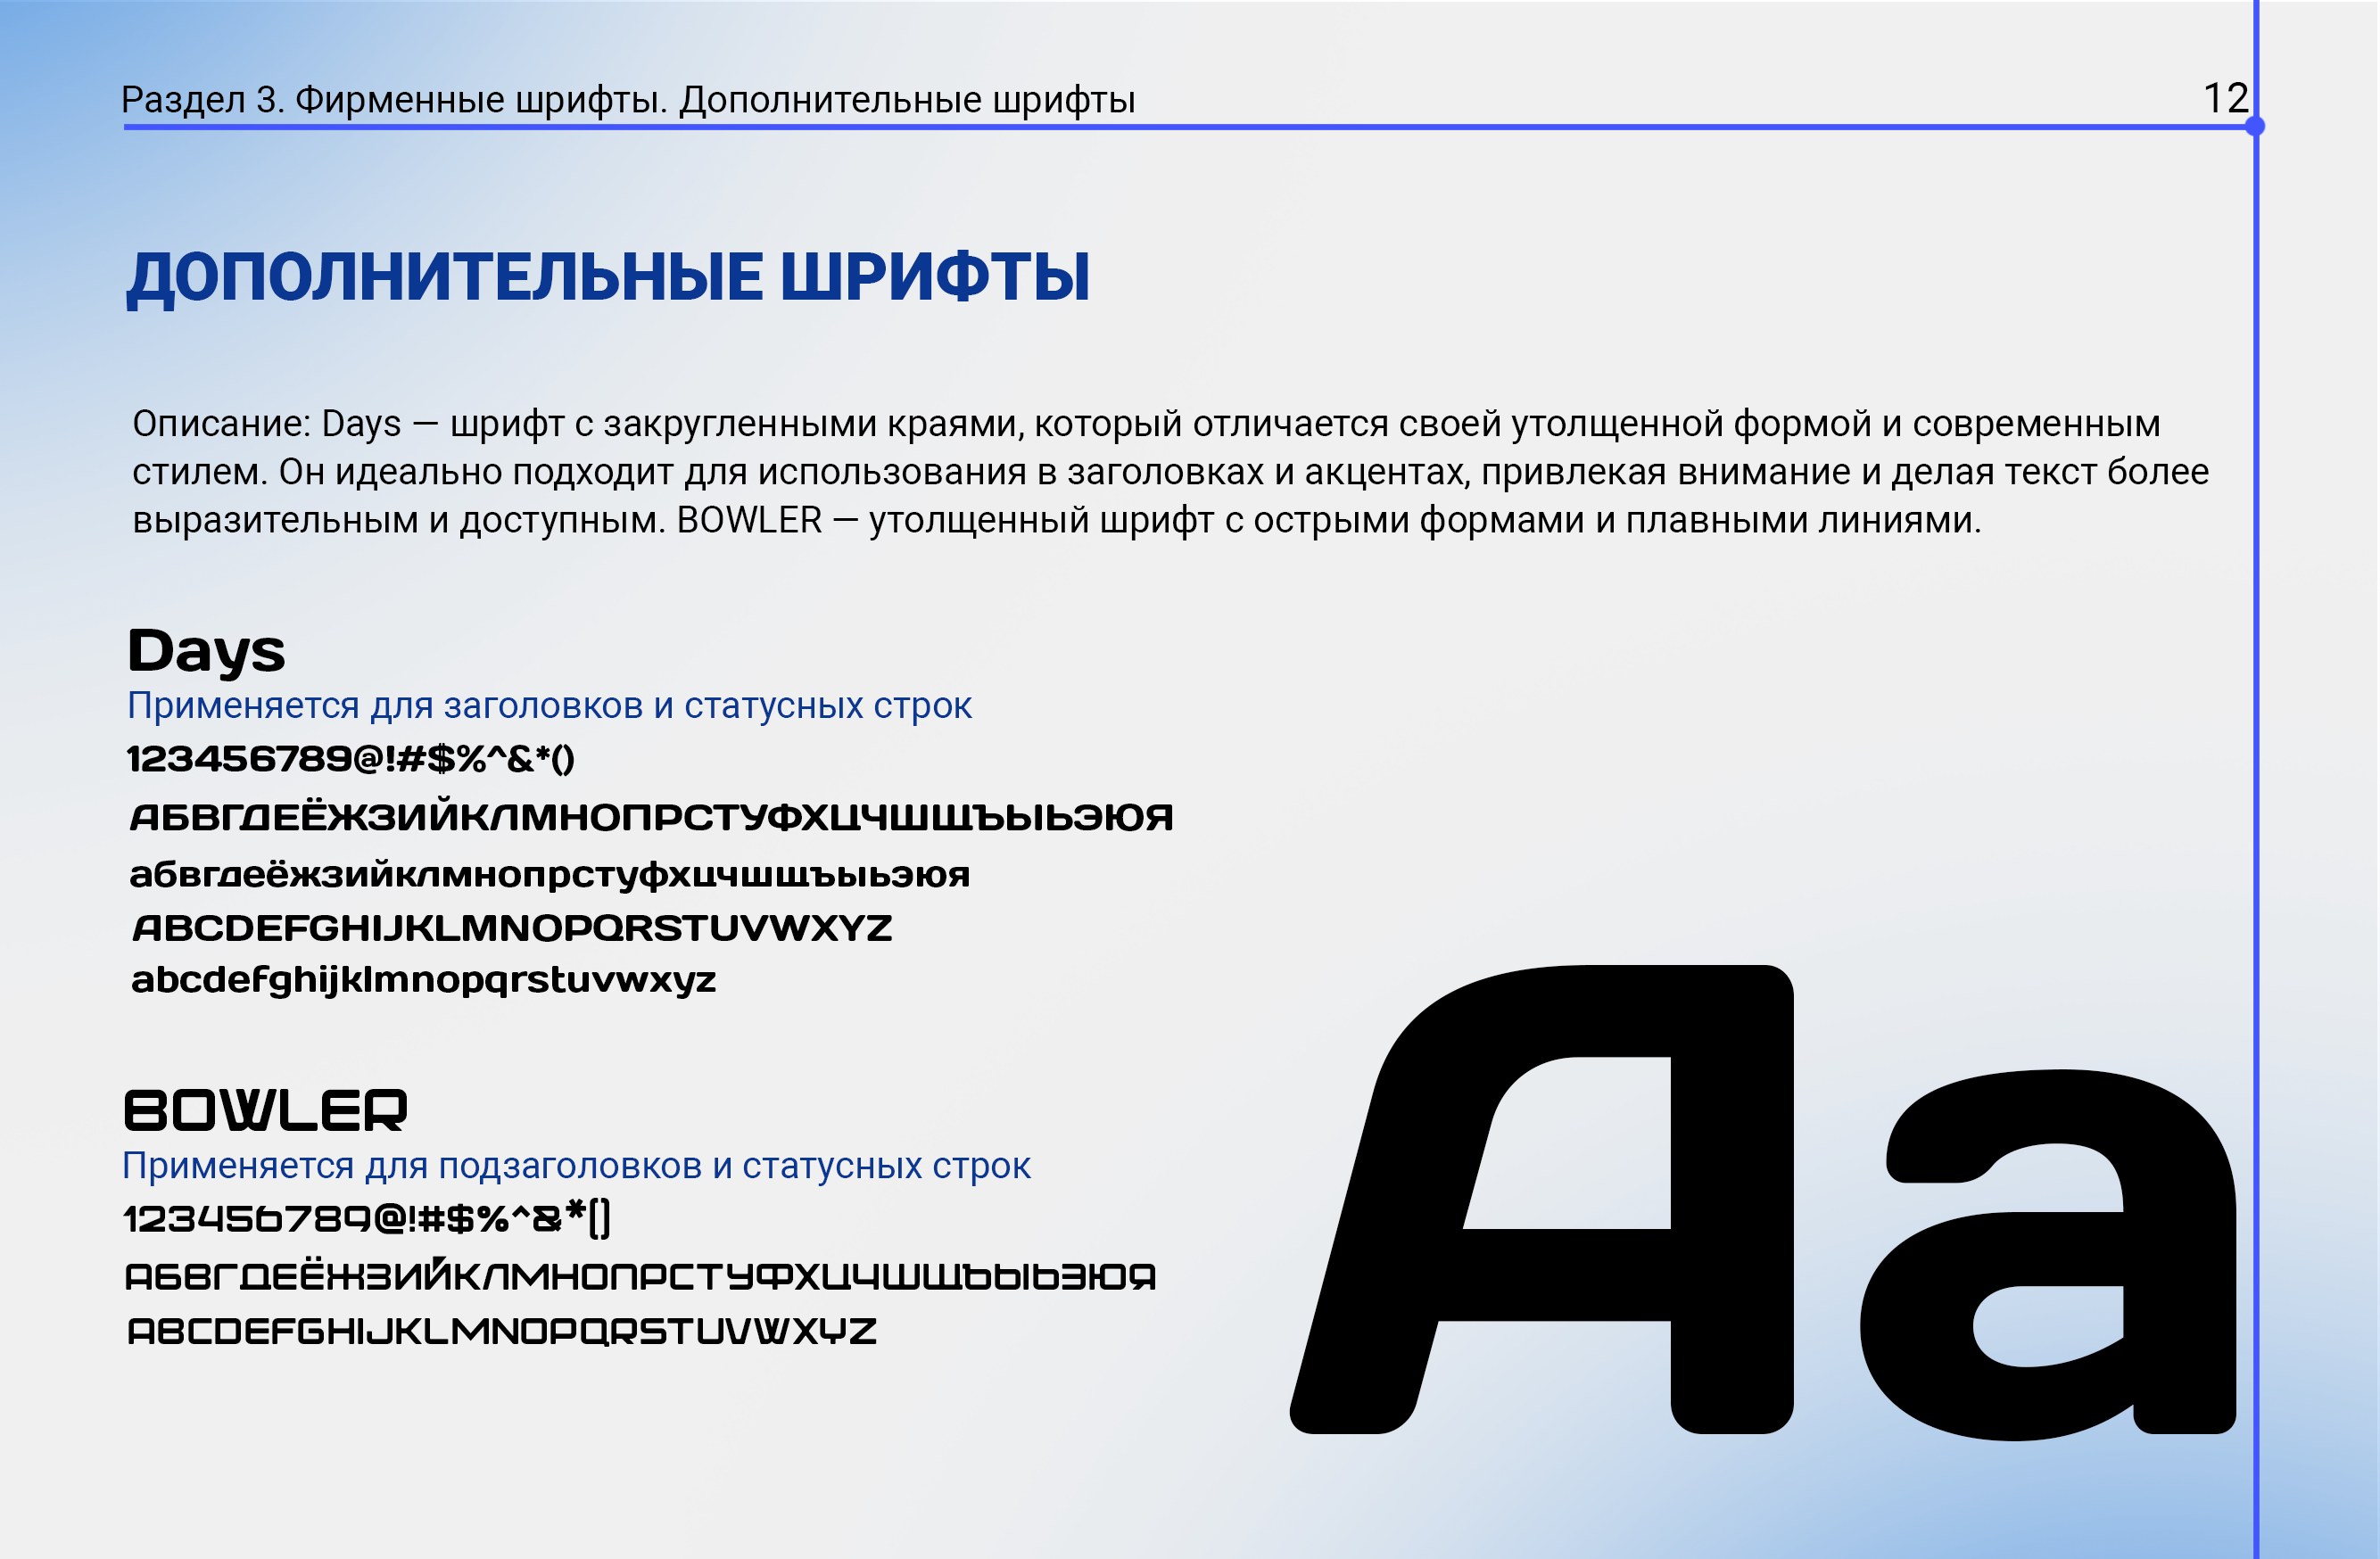 Раздел 3. Фирменные шрифты. Дополнительные шрифты
12
ДОПОЛНИТЕЛЬНЫЕ ШРИФТЫ
Описание: Days — шрифт с закругленными краями, который отличается своей утолщенной формой и современным
стилем. Он идеально подходит для использования в заголовках и акцентах, привлекая внимание и делая текст более
выразительным и доступным. BOWLER — утолщенный шрифт с острыми формами и плавными линиями.
Days
Применяется для заголовков и статусных строк
123456789@!#$%^&*()
АБВГДЕЁЖЗИЙКЛМНОПРСТУФХЦЧШЩЪЫЬЭЮЯ
абвгдеёжзийклмнопрстуфхцчшщъыьэюя
ABCDEFGHIJKLMNOPQRSTUVWXYZ
abcdefghijklmnopqrstuvwxyz
BOWLER
Применяется для подзаголовков и статусных строк
123456789@!#$%^&*()
АБВГДЕЁЖЗИЙКЛМНОПРСТУФХЦЧШЩЪЫЬЭЮЯ
ABCDEFGHIJKLMNOPQRSTUVWXYZ
Aa